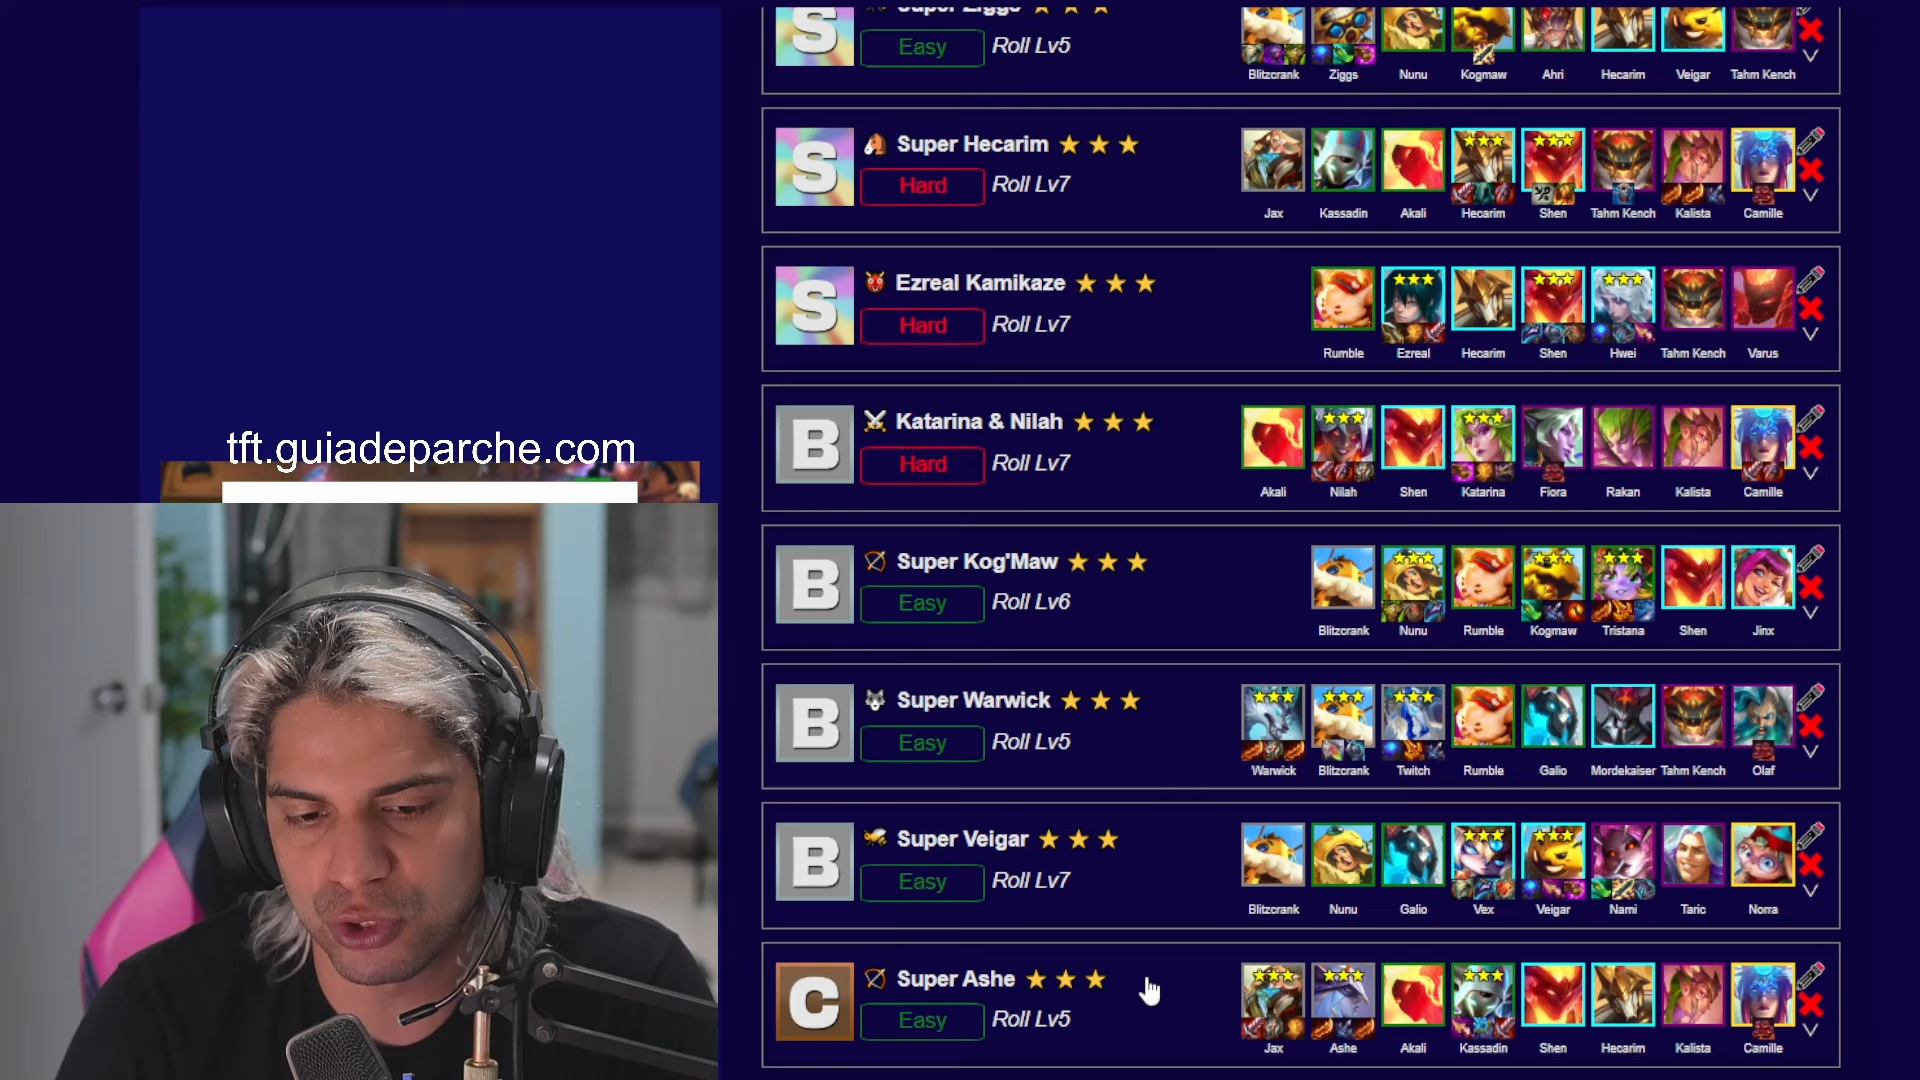 S
Super Ziggs
Easy
Roll Lv5
Blitzcrank
Ziggs
Nunu
Kogmaw
Ahri
Hecarim
Veigar
Tahm Kench
S
Super Hecarim
Hard
Roll Lv7
Jax
Kassadin
Akali
Hecarim
Shen
Tahm Kench
Kalista
Camille
S
Ezreal Kamikaze
Hard
Roll Lv7
Rumble
Ezreal
Hecarim
Shen
Hwei
Tahm Kench
Varus
tft.guiadeparche.com
B
Katarina & Nilah
Hard
Roll Lv7
Akali
Nilah
Shen
Katarina
Fiora
Rakan
Kalista
Camille
B
Super Kog'Maw
Easy
Roll Lv6
Blitzcrank
Nunu
Rumble
Kogmaw
Tristana
Shen
Jinx
B
Super Warwick
Easy
Roll Lv5
Warwick
Blitzcrank
Twitch
Rumble
Galio
Mordekaiser
Tahm Kench
Olaf
B
Super Veigar
Easy
Roll Lv7
Blitzcrank
Nunu
Galio
Vex
Veigar
Nami
Taric
Norra
C
Super Ashe
Easy
Roll Lv5
Jax
Ashe
Akali
Kassadin
Shen
Hecarim
Kalista
Camille